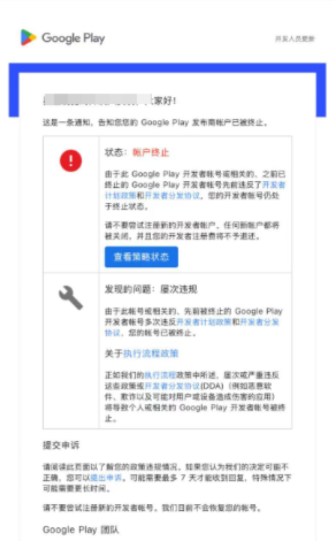 Google Play
开发人员更新
大家好！
这是一条通知，告知您您的 Google Play 发布商帐户已被终止。
状态：帐户终止
由于此 Google Play 开发者账号或相关的、之前已
终止的 Google Play 开发者账号先前违反了开发者
计划政策和开发者分发协议，您的开发者账号仍处
于终止状态。
请不要尝试注册新的开发者帐户。任何新帐户都将
被关闭，并且您的开发者注册费将不予退还。
查看策略状态
发现的问题：屡次违规
由于此帐号或相关的、先前被终止的 Google Play
开发者账号多次违反开发者计划政策和开发者分发
协议，您的帐号已被终止。
关于执行流程政策
正如我们的执行流程政策中所述，屡次或严重违反
这些政策或开发者分发协议(DDA)（例如恶意软
件、欺诈以及可能对用户或设备造成伤害的应用）
将导致个人或相关的 Google Play 开发者帐号被终
止。
提交申诉
请阅读此页面以了解您的政策违规情况。如果您认为我们的决定可能不
正确，您可以提出申诉。可能需要最多 7 天才能收到回复，特殊情况下
可能需要更长时间。
请不要尝试注册新的开发者帐号。我们目前不会恢复您的帐号。
Google Play 团队